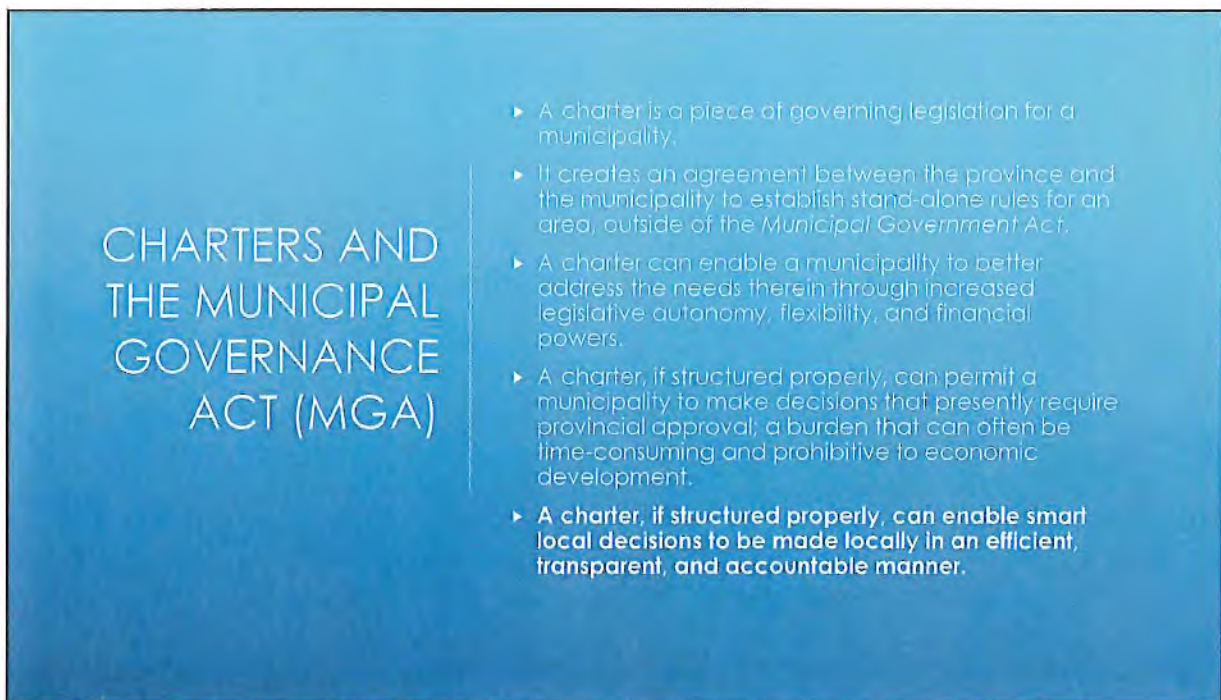 CHARTERS AND
THE MUNICIPAL
GOVERNANCE
ACT (MGA)
A charter is a piece of governing legislation for a
municipality.
It creates an agreement between the province and
the municipality to establish stand-alone rules for an
area, outside of the Municipal Government Act.
A charter can enable a municipality to better
address the needs therein through increased
legislative autonomy, flexibility, and financial
powers.
A charter, if structured properly, can permit a
municipality to make decisions that presently require
provincial approval; a burden that can often be
time-consuming and prohibitive to economic
development.
A charter, if structured properly, can enable smart
local decisions to be made locally in an efficient,
transparent, and accountable manner.